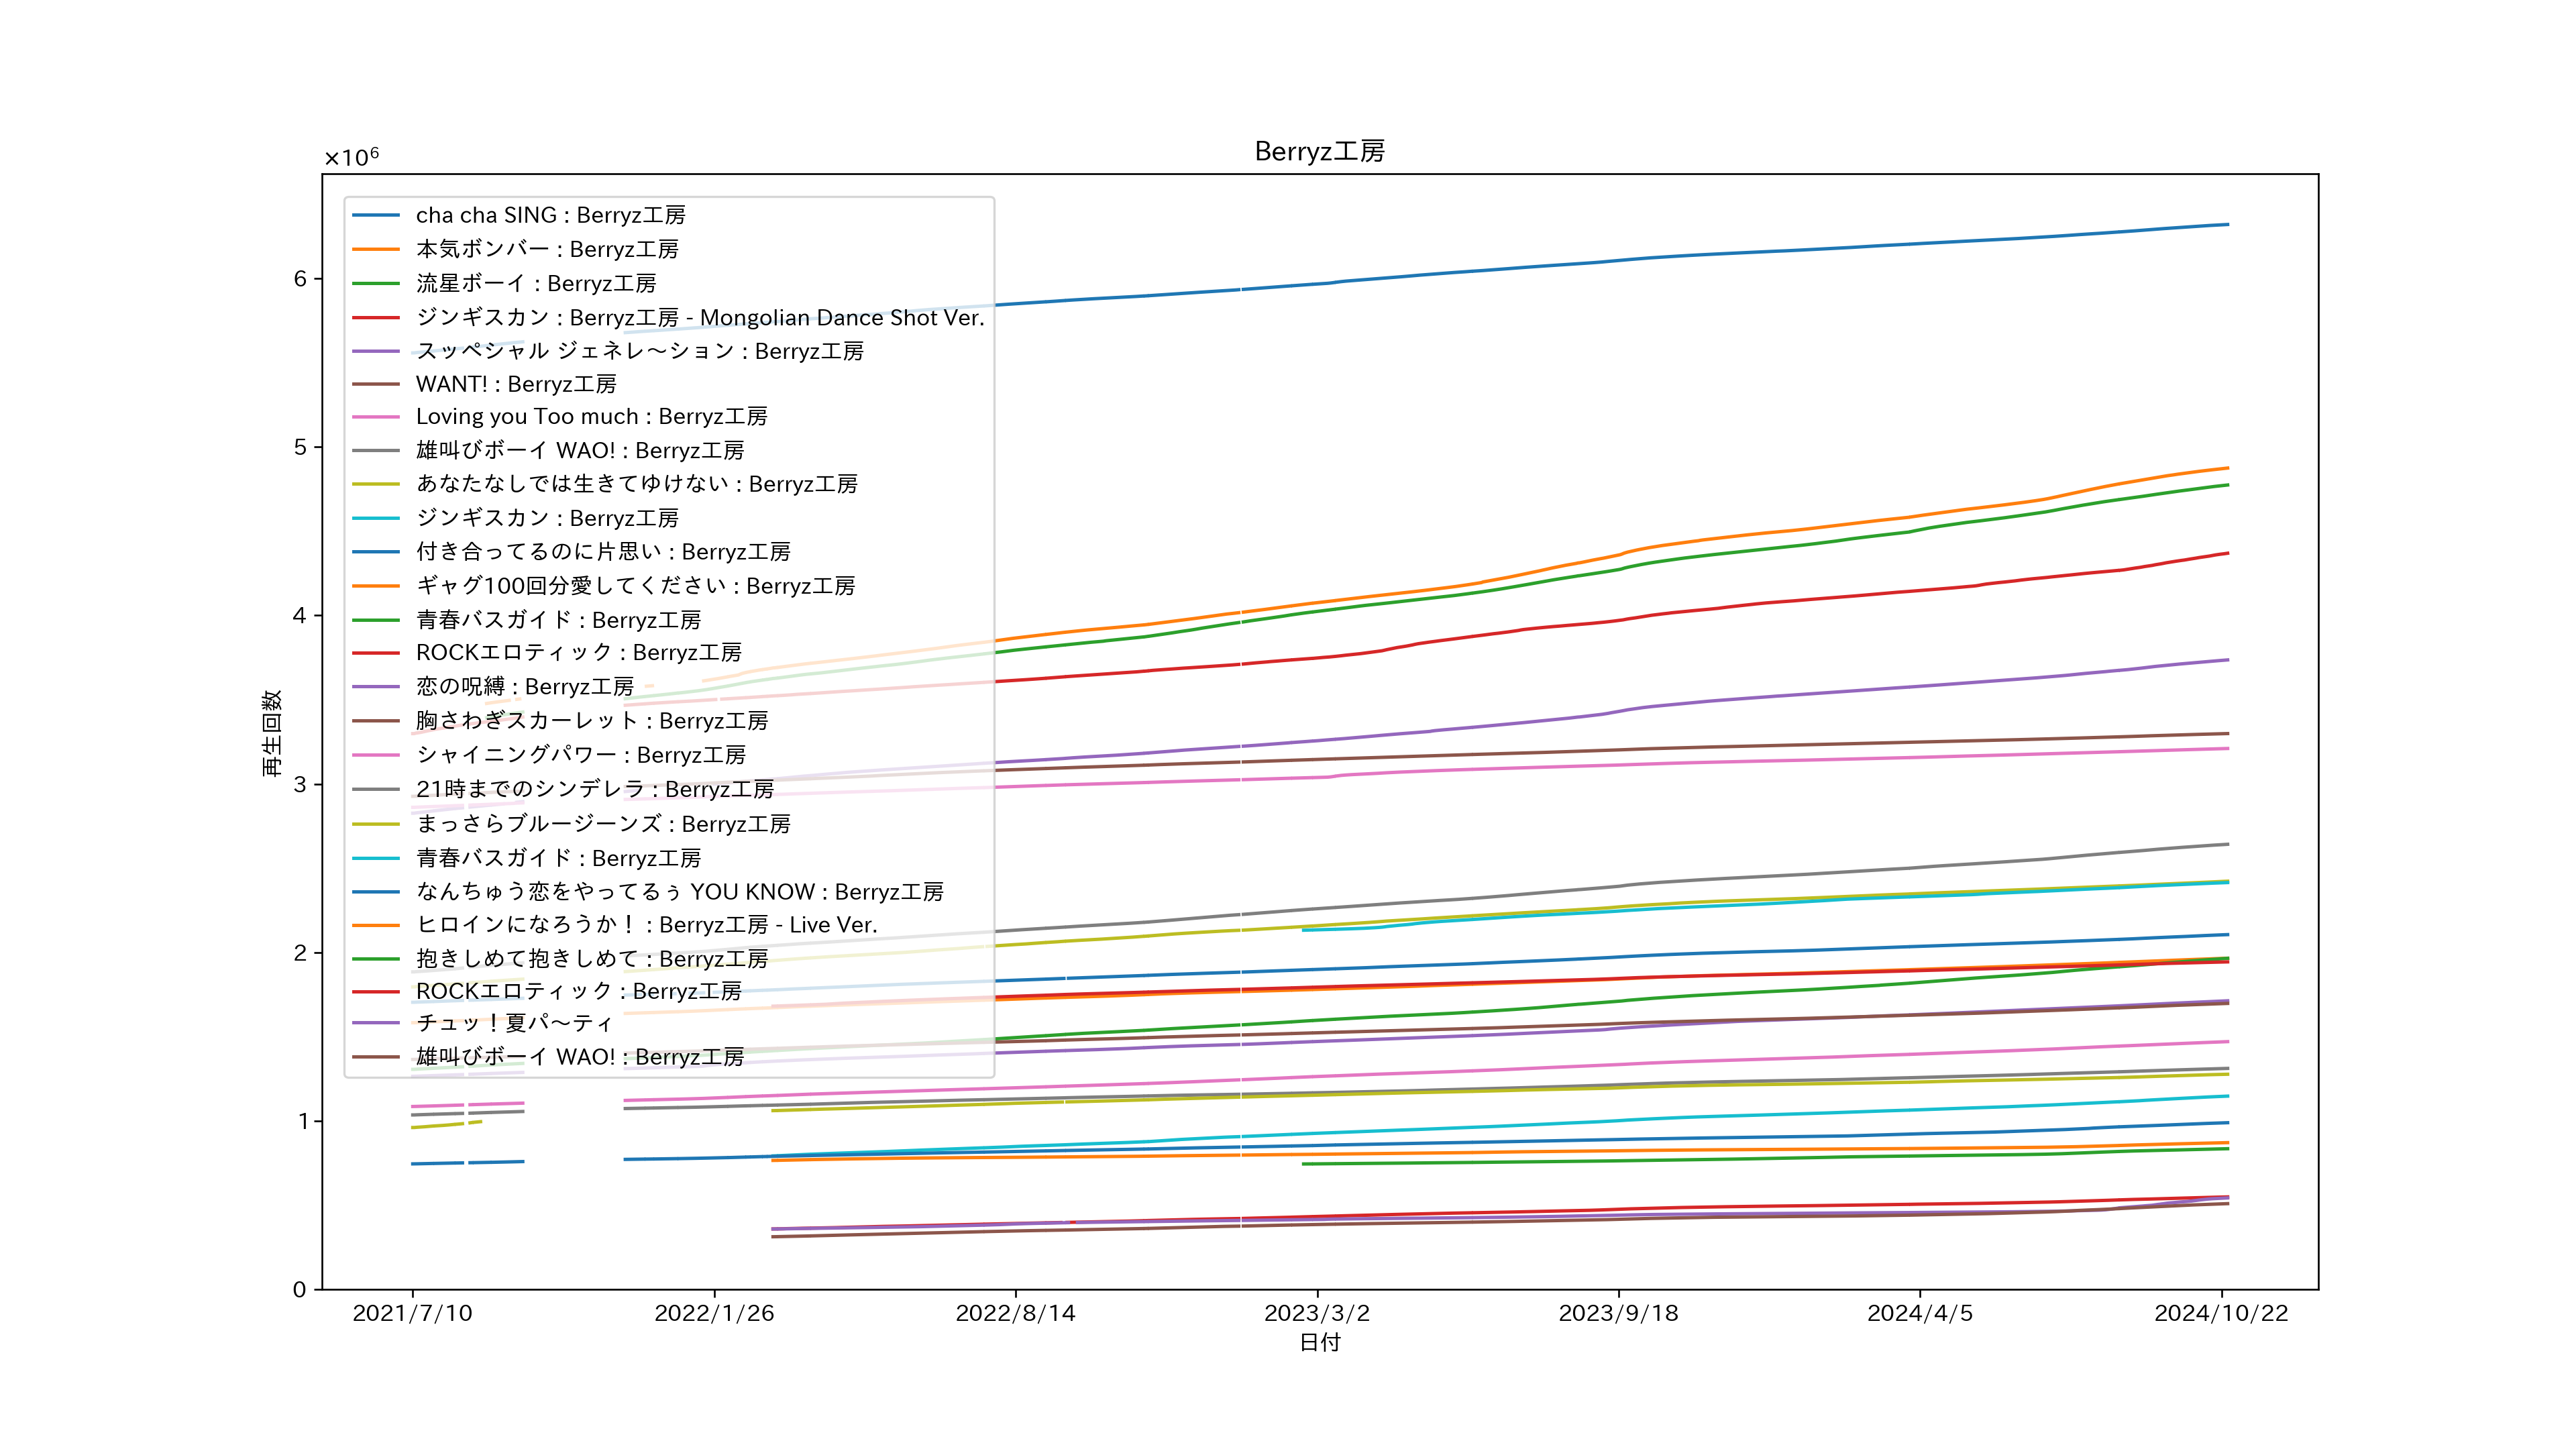 Berryz工房
×10⁶
cha cha SING : Berryz工房
本気ボンバー : Berryz工房
流星ボーイ : Berryz工房
ジンギスカン : Berryz工房 - Mongolian Dance Shot Ver.
スッペシャル ジェネレ～ション : Berryz工房
WANT! : Berryz工房
Loving you Too much : Berryz工房
雄叫びボーイ WAO! : Berryz工房
あなたなしでは生きてゆけない : Berryz工房
ジンギスカン : Berryz工房
付き合ってるのに片思い : Berryz工房
ギャグ100回分愛してください : Berryz工房
青春バスガイド : Berryz工房
ROCKエロティック : Berryz工房
恋の呪縛 : Berryz工房
胸さわぎスカーレット : Berryz工房
シャイニングパワー : Berryz工房
21時までのシンデレラ : Berryz工房
まっさらブルージーンズ : Berryz工房
青春バスガイド : Berryz工房
なんちゅう恋をやってるぅ YOU KNOW : Berryz工房
ヒロインになろうか！ : Berryz工房 - Live Ver.
抱きしめて抱きしめて : Berryz工房
ROCKエロティック : Berryz工房
チュッ！夏パ～ティ
雄叫びボーイ WAO! : Berryz工房
6
5
4
3
2
1
0
再生回数
2021/7/10 2022/1/26 2022/8/14 2023/3/2 2023/9/18 2024/4/5 2024/10/22
日付